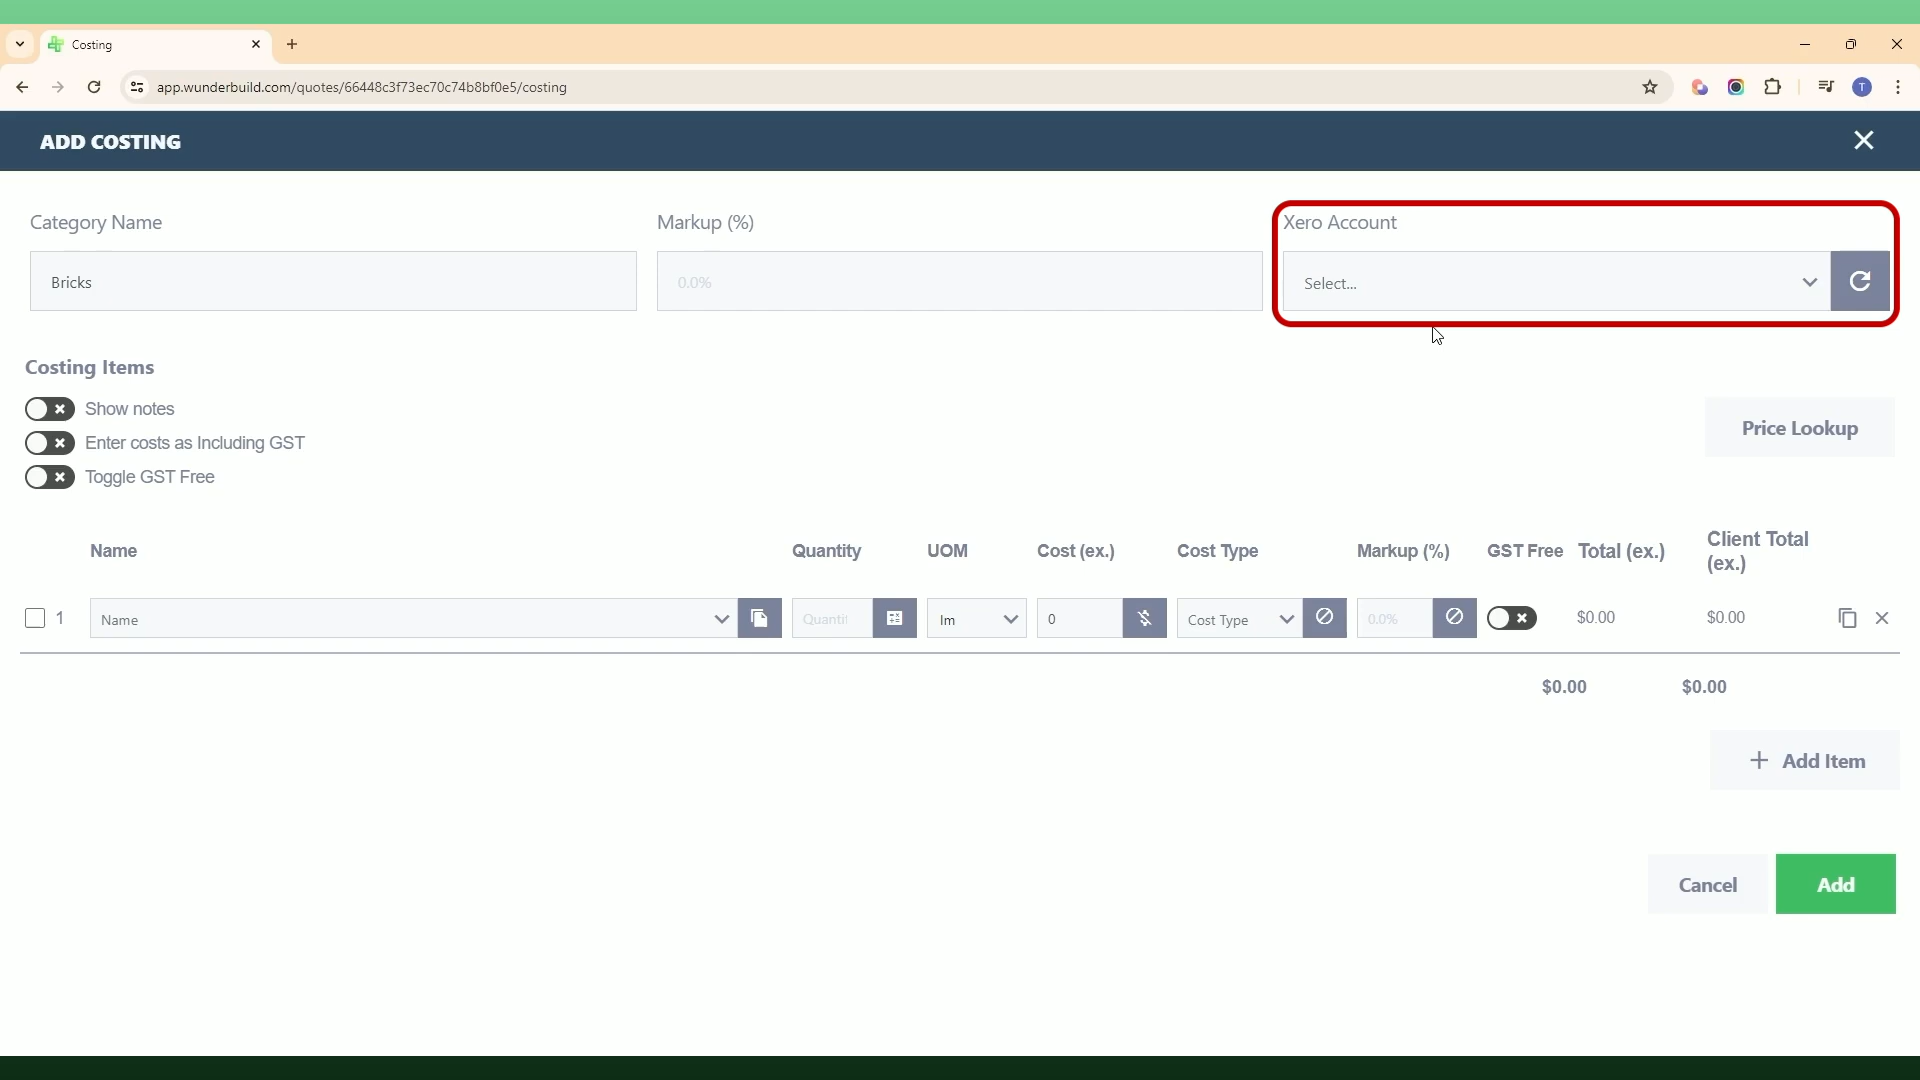 Costing
app.wunderbuild.com/quotes/66448c3f73ec70c74b8bf0e5/costing
T
ADD COSTING
Category Name
Markup (%)
Xero Account
Bricks
0.0%
Select...
Costing Items
Show notes
Enter costs as Including GST
Toggle GST Free
Price Lookup
Name
Quantity
UOM
Cost (ex.)
Cost Type
Markup (%)
GST Free
Total (ex.)
Client Total
(ex.)
1
Name
Quantit
lm
0
Cost Type
0.0%
$0.00
$0.00
$0.00
$0.00
Add Item
Cancel
Add